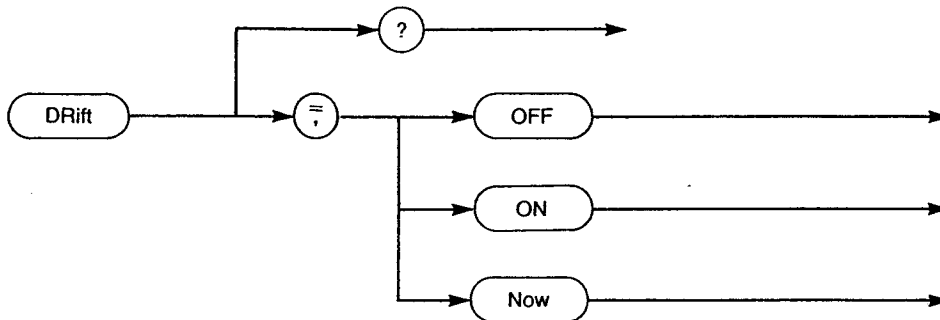 ?
DRift
=
,
OFF
ON
Now